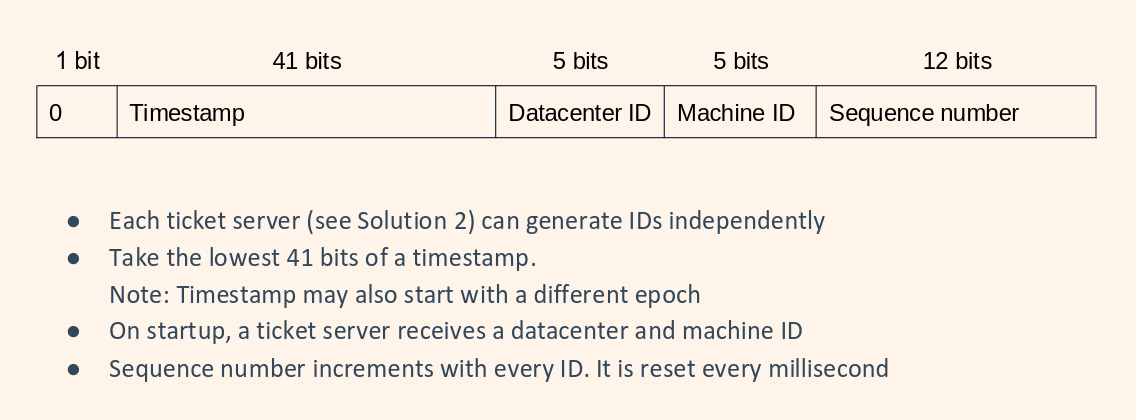 1 bit 41 bits 5 bits 5 bits 12 bits
0 Timestamp Datacenter ID Machine ID Sequence number
● Each ticket server (see Solution 2) can generate IDs independently
● Take the lowest 41 bits of a timestamp.
Note: Timestamp may also start with a different epoch
● On startup, a ticket server receives a datacenter and machine ID
● Sequence number increments with every ID. It is reset every millisecond